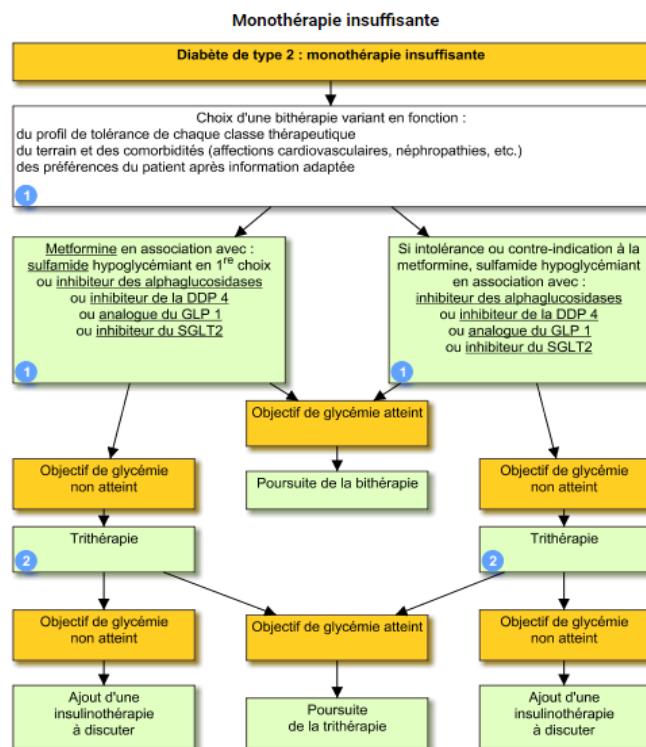 Monothérapie insuffisante
Diabète de type 2 : monothérapie insuffisante
Choix d'une bithérapie variant en fonction :
du profil de tolérance de chaque classe thérapeutique
du terrain et des comorbidités (affections cardiovasculaires, néphropathies, etc.)
des préférences du patient après information adaptée
1
Metformine en association avec :
sulfamide hypoglycémiant en 1re choix
ou inhibiteur des alphaglucosidases
ou inhibiteur de la DDP 4
ou analogue du GLP 1
ou inhibiteur du SGLT2
1
Si intolérance ou contre-indication à la
metformine, sulfamide hypoglycémiant
en association avec :
inhibiteur des alphaglucosidases
ou inhibiteur de la DDP 4
ou analogue du GLP 1
ou inhibiteur du SGLT2
1
Objectif de glycémie atteint
Poursuite de la bithérapie
Objectif de glycémie
non atteint
Objectif de glycémie
non atteint
Trithérapie
2
Trithérapie
2
Objectif de glycémie
non atteint
Objectif de glycémie atteint
Objectif de glycémie
non atteint
Ajout d'une
insulinothérapie
à discuter
Poursuite
de la trithérapie
Ajout d'une
insulinothérapie
à discuter